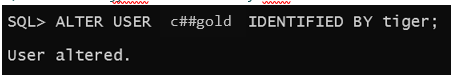 SQL> ALTER USER c##gold IDENTIFIED BY tiger;
User altered.